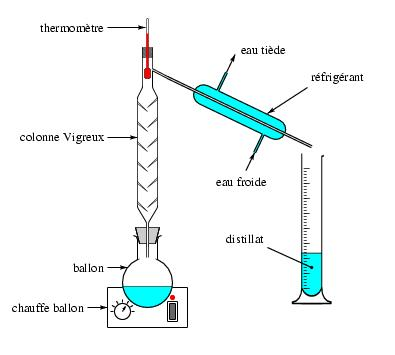 thermomètre
eau tiède
réfrigérant
colonne Vigreux
eau froide
distillat
ballon
chauffe ballon